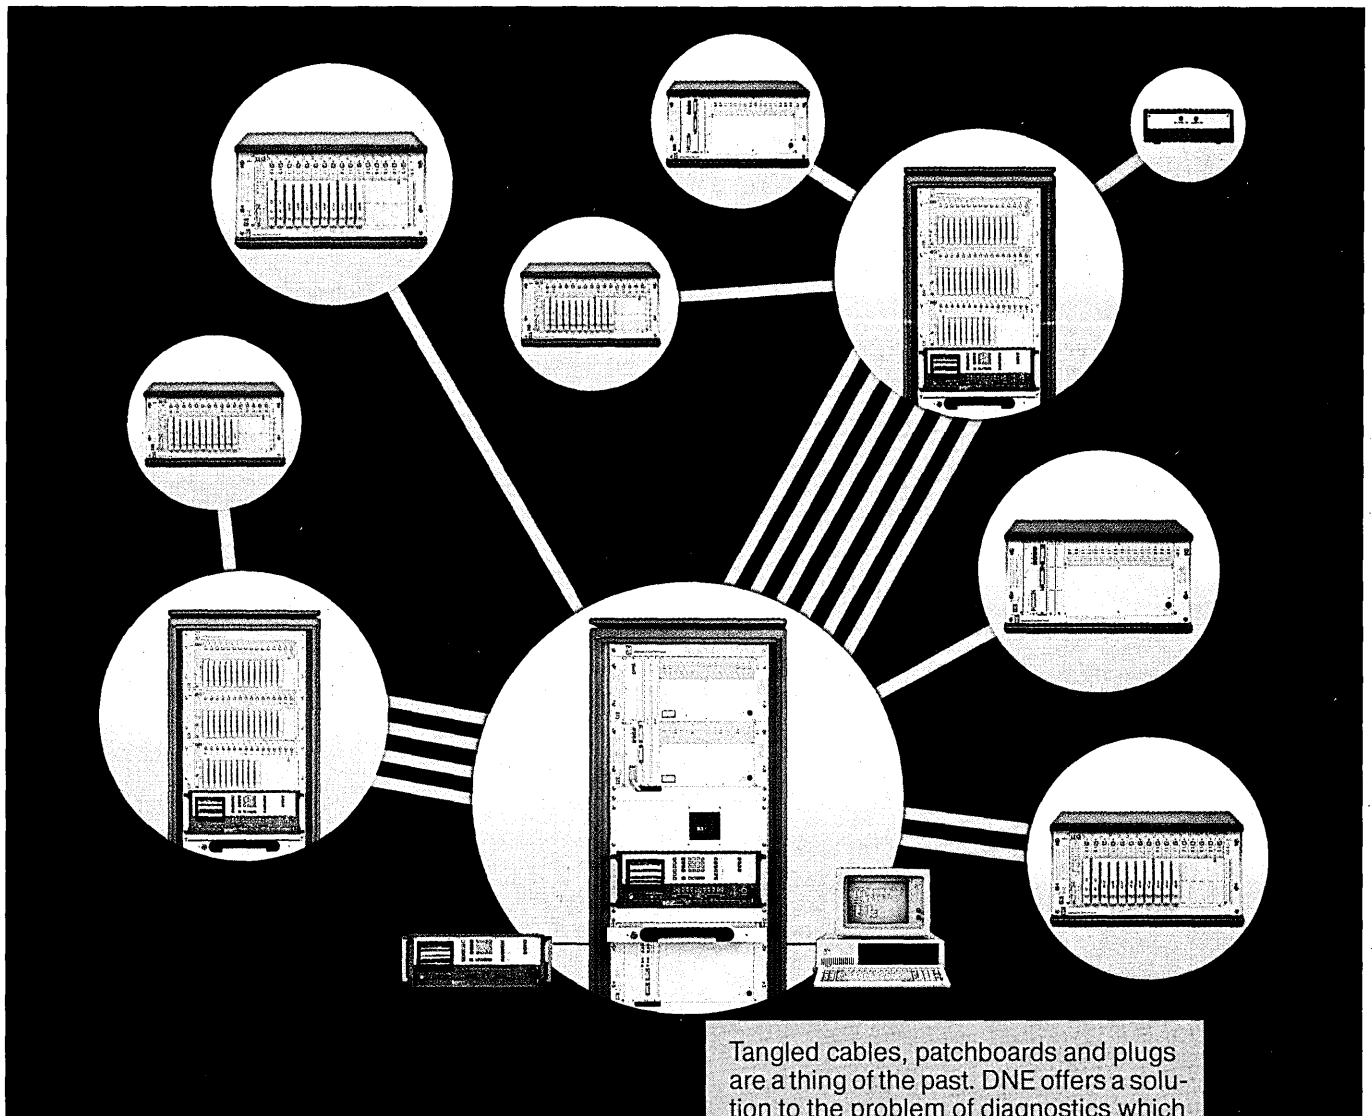 Tangled cables, patchboards and plugs
are a thing of the past. DNE offers a solu-
tion to the problem of diagnostics which